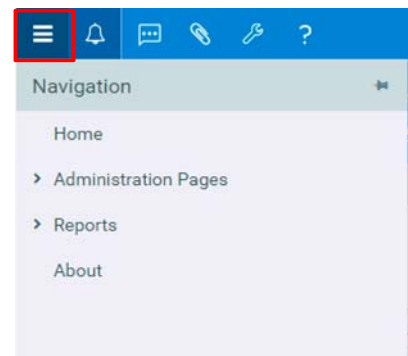 ?
Navigation
Home
Administration Pages
Reports
About